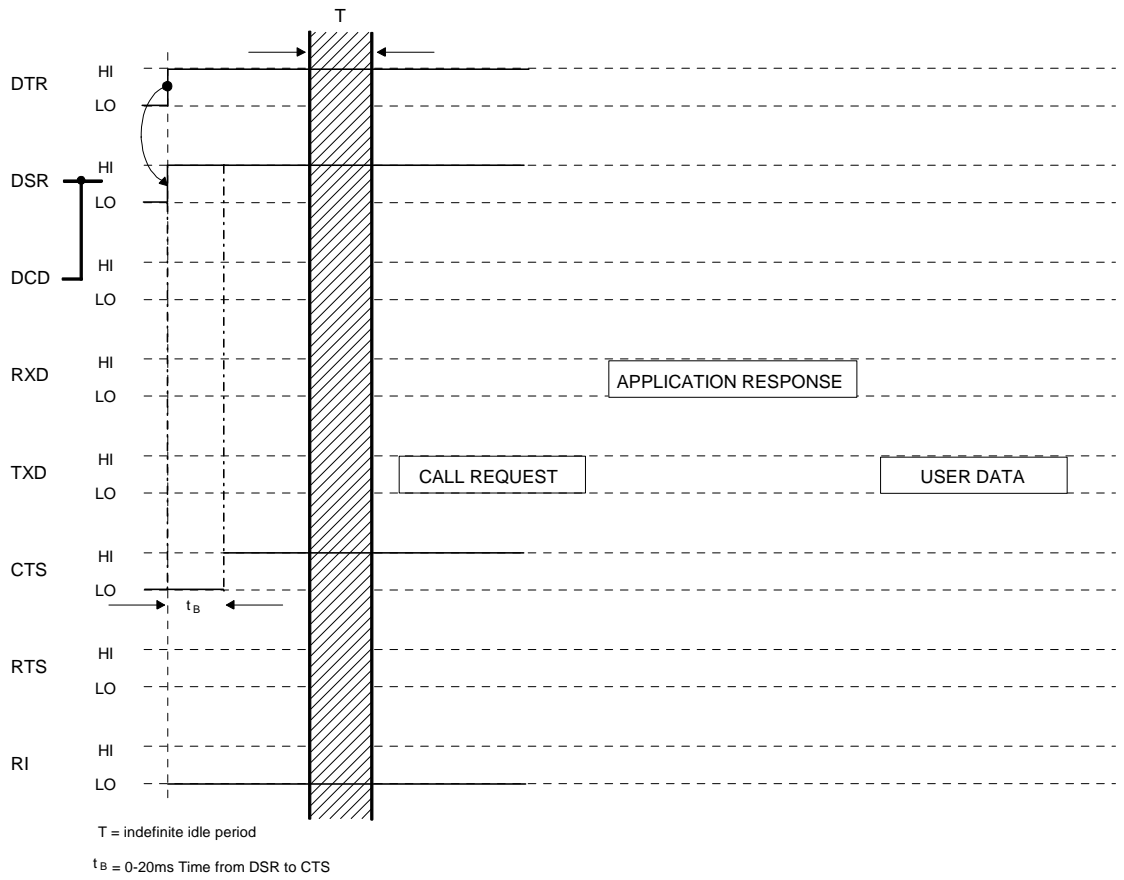 T
DTR HI
LO
DSR HI
LO
DCD HI
LO
RXD HI
LO
APPLICATION RESPONSE
TXD HI
LO
CALL REQUEST USER DATA
CTS HI
LO
t B
RTS HI
LO
RI HI
LO
T = indefinite idle period
t B = 0-20ms Time from DSR to CTS